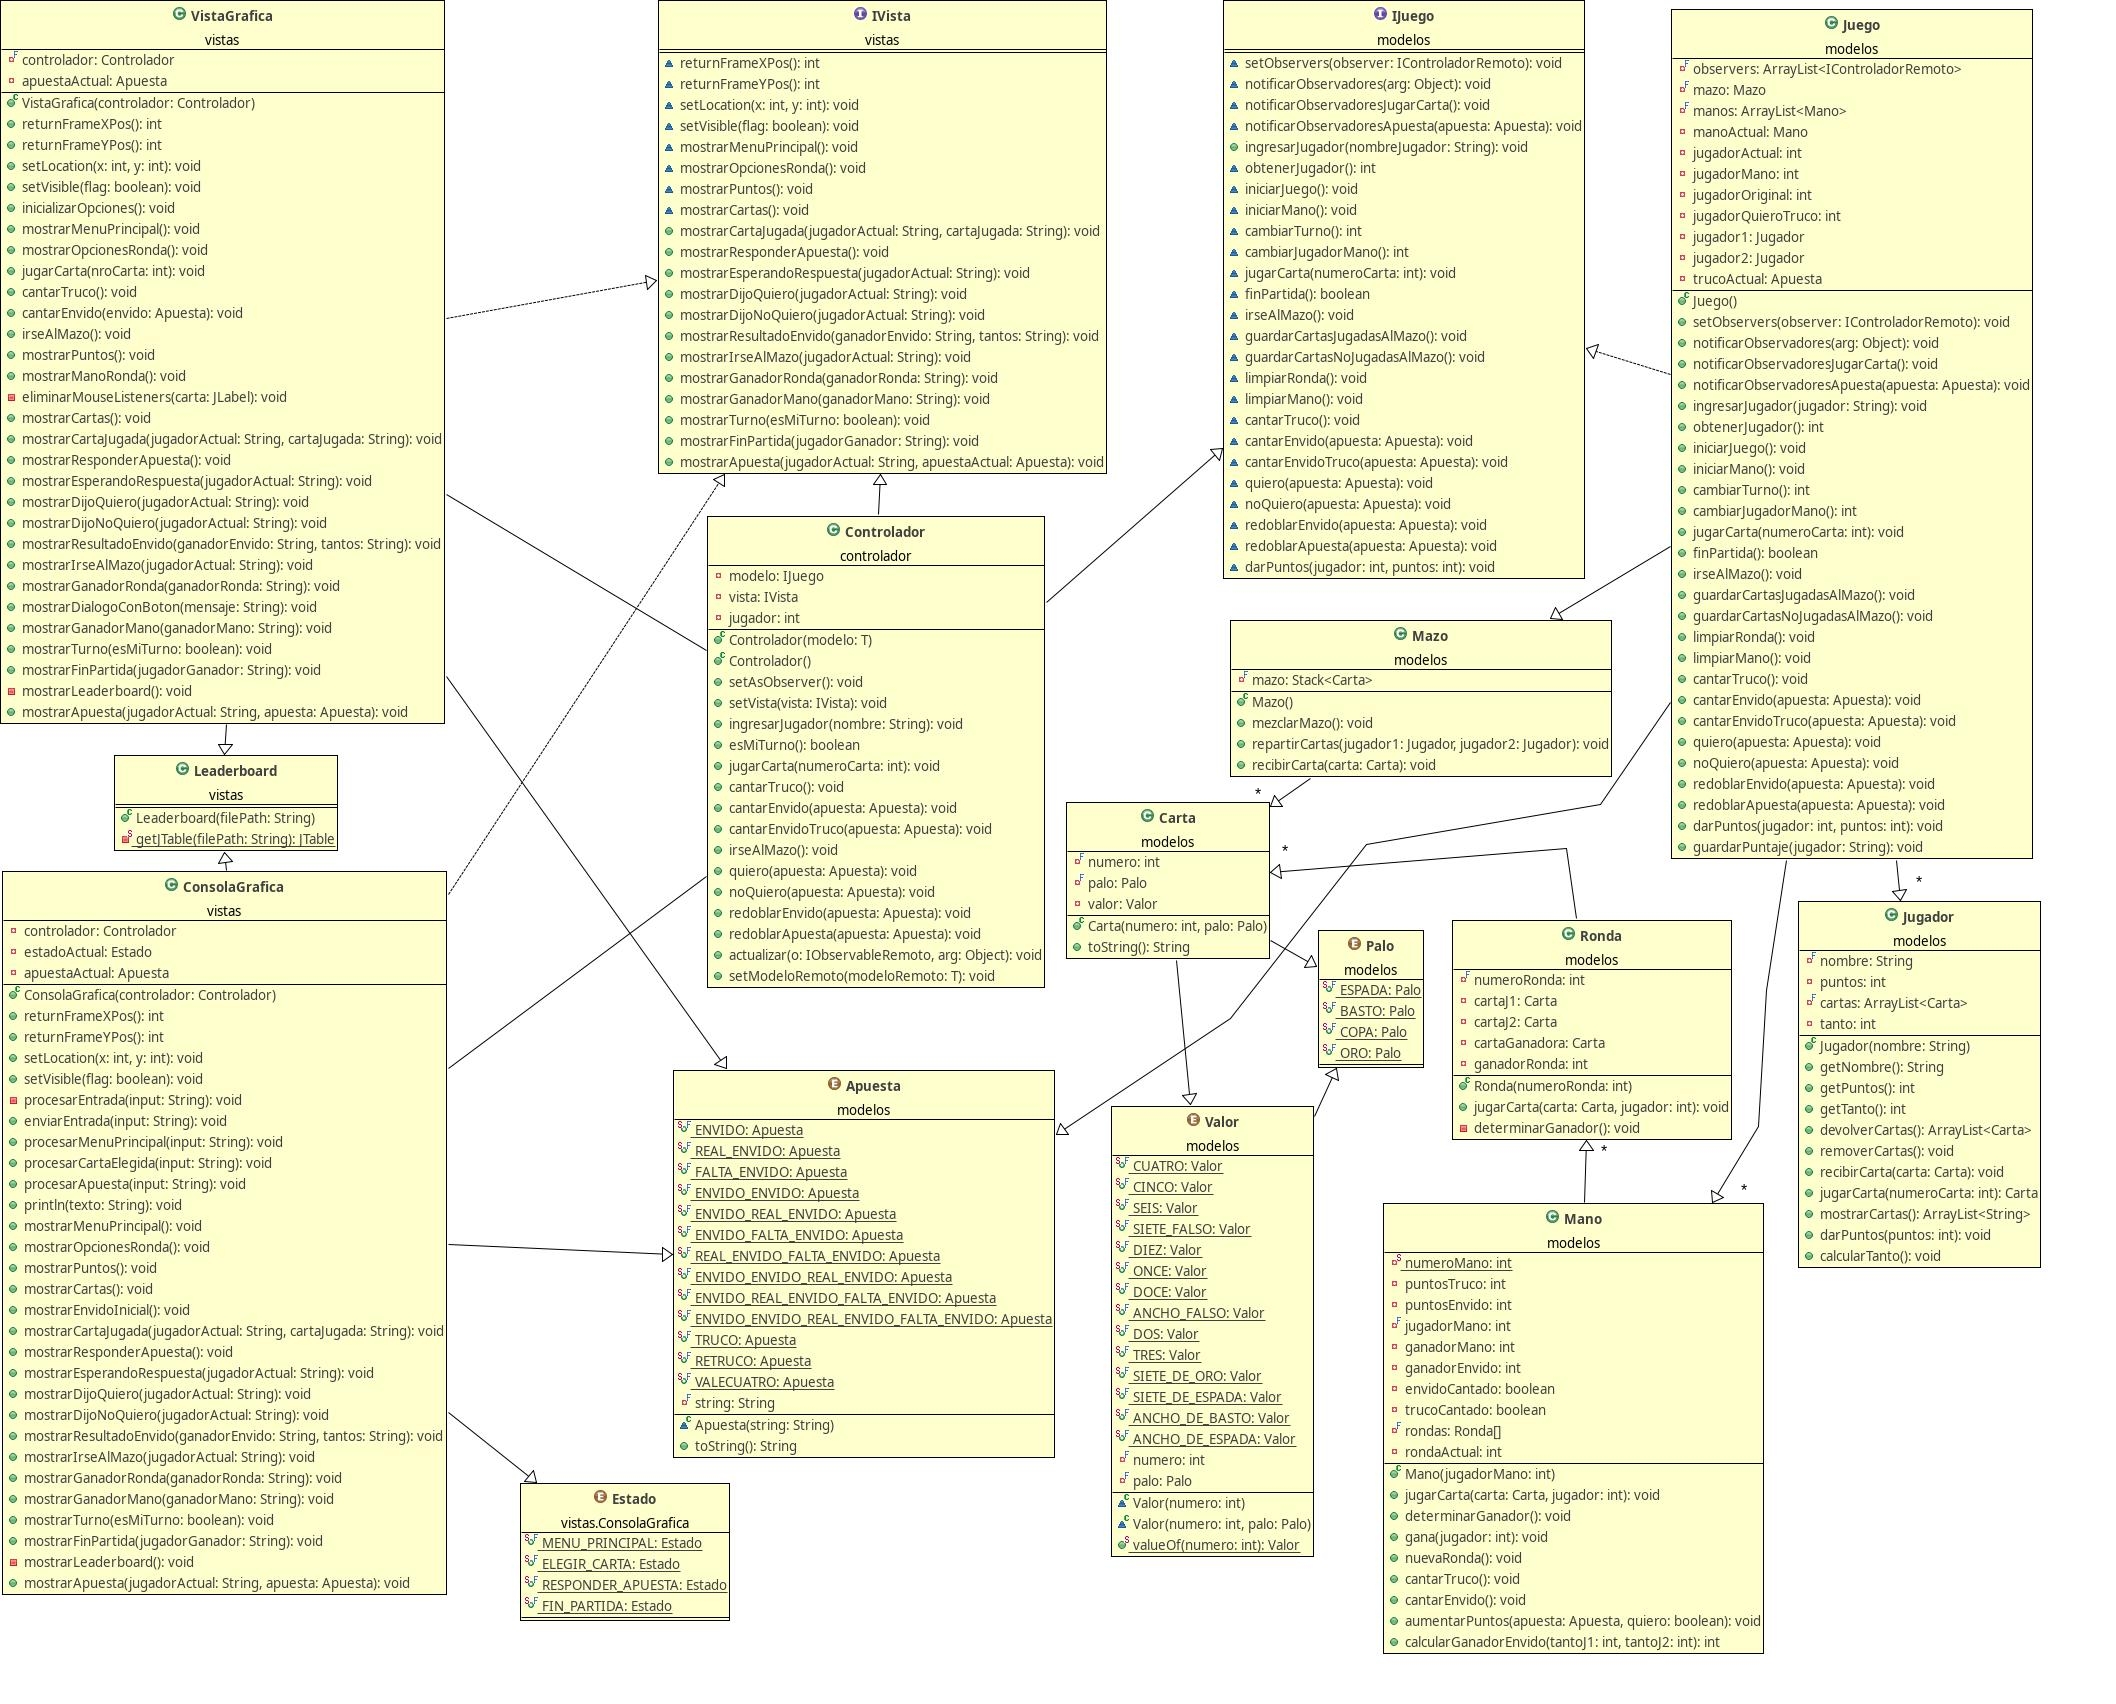 VistaGrafica
vistas
controlador: Controlador
apuestaActual: Apuesta
VistaGrafica(controlador: Controlador)
returnFrameXPos(): int
returnFrameYPos(): int
setLocation(x: int, y: int): void
setVisible(flag: boolean): void
inicializarOpciones(): void
mostrarMenuPrincipal(): void
mostrarOpcionesRonda(): void
jugarCarta(nroCarta: int): void
cantarTruco(): void
cantarEnvido(envido: Apuesta): void
irseAlMazo(): void
mostrarPuntos(): void
mostrarManoRonda(): void
eliminarMouseListeners(carta: JLabel): void
mostrarCartas(): void
mostrarCartaJugada(jugadorActual: String, cartaJugada: String): void
mostrarResponderApuesta(): void
mostrarEsperandoRespuesta(jugadorActual: String): void
mostrarDijoQuiero(jugadorActual: String): void
mostrarDijoNoQuiero(jugadorActual: String): void
mostrarResultadoEnvido(ganadorEnvido: String, tantos: String): void
mostrarIrseAlMazo(jugadorActual: String): void
mostrarGanadorRonda(ganadorRonda: String): void
mostrarDialogoConBoton(mensaje: String): void
mostrarGanadorMano(ganadorMano: String): void
mostrarTurno(esMiTurno: boolean): void
mostrarFinPartida(jugadorGanador: String): void
mostrarLeaderboard(): void
mostrarApuesta(jugadorActual: String, apuesta: Apuesta): void
IVista
vistas
returnFrameXPos(): int
returnFrameYPos(): int
setLocation(x: int, y: int): void
setVisible(flag: boolean): void
mostrarMenuPrincipal(): void
mostrarOpcionesRonda(): void
mostrarPuntos(): void
mostrarCartas(): void
mostrarCartaJugada(jugadorActual: String, cartaJugada: String): void
mostrarResponderApuesta(): void
mostrarEsperandoRespuesta(jugadorActual: String): void
mostrarDijoQuiero(jugadorActual: String): void
mostrarDijoNoQuiero(jugadorActual: String): void
mostrarResultadoEnvido(ganadorEnvido: String, tantos: String): void
mostrarIrseAlMazo(jugadorActual: String): void
mostrarGanadorRonda(ganadorRonda: String): void
mostrarGanadorMano(ganadorMano: String): void
mostrarTurno(esMiTurno: boolean): void
mostrarFinPartida(jugadorGanador: String): void
mostrarApuesta(jugadorActual: String, apuestaActual: Apuesta): void
IJuego
modelos
setObservers(observer: IControladorRemoto): void
notificarObservadores(arg: Object): void
notificarObservadoresJugarCarta(): void
notificarObservadoresApuesta(apuesta: Apuesta): void
ingresarJugador(nombreJugador: String): void
obtenerJugador(): int
iniciarJuego(): void
iniciarMano(): void
cambiarTurno(): int
cambiarJugadorMano(): int
jugarCarta(numeroCarta: int): void
finPartida(): boolean
irseAlMazo(): void
guardarCartasJugadasAlMazo(): void
guardarCartasNoJugadasAlMazo(): void
limpiarRonda(): void
limpiarMano(): void
cantarTruco(): void
cantarEnvido(apuesta: Apuesta): void
cantarEnvidoTruco(apuesta: Apuesta): void
quiero(apuesta: Apuesta): void
noQuiero(apuesta: Apuesta): void
redoblarEnvido(apuesta: Apuesta): void
redoblarApuesta(apuesta: Apuesta): void
darPuntos(jugador: int, puntos: int): void
Juego
modelos
observers: ArrayList<IControladorRemoto>
mazo: Mazo
manos: ArrayList<Mano>
manoActual: Mano
jugadorActual: int
jugadorMano: int
jugadorOriginal: int
jugadorQuieroTruco: int
jugador1: Jugador
jugador2: Jugador
trucoActual: Apuesta
Juego()
setObservers(observer: IControladorRemoto): void
notificarObservadores(arg: Object): void
notificarObservadoresJugarCarta(): void
notificarObservadoresApuesta(apuesta: Apuesta): void
ingresarJugador(jugador: String): void
obtenerJugador(): int
iniciarJuego(): void
iniciarMano(): void
cambiarTurno(): int
cambiarJugadorMano(): int
jugarCarta(numeroCarta: int): void
finPartida(): boolean
irseAlMazo(): void
guardarCartasJugadasAlMazo(): void
guardarCartasNoJugadasAlMazo(): void
limpiarRonda(): void
limpiarMano(): void
cantarTruco(): void
cantarEnvido(apuesta: Apuesta): void
cantarEnvidoTruco(apuesta: Apuesta): void
quiero(apuesta: Apuesta): void
noQuiero(apuesta: Apuesta): void
redoblarEnvido(apuesta: Apuesta): void
redoblarApuesta(apuesta: Apuesta): void
darPuntos(jugador: int, puntos: int): void
guardarPuntaje(jugador: String): void
Controlador
controlador
modelo: IJuego
vista: IVista
jugador: int
Controlador(modelo: T)
Controlador()
setAsObserver(): void
setVista(vista: IVista): void
ingresarJugador(nombre: String): void
esMiTurno(): boolean
jugarCarta(numeroCarta: int): void
cantarTruco(): void
cantarEnvido(apuesta: Apuesta): void
cantarEnvidoTruco(apuesta: Apuesta): void
irseAlMazo(): void
quiero(apuesta: Apuesta): void
noQuiero(apuesta: Apuesta): void
redoblarEnvido(apuesta: Apuesta): void
redoblarApuesta(apuesta: Apuesta): void
actualizar(o: IObservableRemoto, arg: Object): void
setModeloRemoto(modeloRemoto: T): void
Mazo
modelos
mazo: Stack<Carta>
Mazo()
mezclarMazo(): void
repartirCartas(jugador1: Jugador, jugador2: Jugador): void
recibirCarta(carta: Carta): void
Leaderboard
vistas
Leaderboard(filePath: String)
getJTable(filePath: String): JTable
*
Carta
modelos
numero: int
palo: Palo
valor: Valor
Carta(numero: int, palo: Palo)
toString(): String
*
ConsolaGrafica
vistas
controlador: Controlador
estadoActual: Estado
apuestaActual: Apuesta
ConsolaGrafica(controlador: Controlador)
returnFrameXPos(): int
returnFrameYPos(): int
setLocation(x: int, y: int): void
setVisible(flag: boolean): void
procesarEntrada(input: String): void
enviarEntrada(input: String): void
procesarMenuPrincipal(input: String): void
procesarCartaElegida(input: String): void
procesarApuesta(input: String): void
println(texto: String): void
mostrarMenuPrincipal(): void
mostrarOpcionesRonda(): void
mostrarPuntos(): void
mostrarCartas(): void
mostrarEnvidoInicial(): void
mostrarCartaJugada(jugadorActual: String, cartaJugada: String): void
mostrarResponderApuesta(): void
mostrarEsperandoRespuesta(jugadorActual: String): void
mostrarDijoQuiero(jugadorActual: String): void
mostrarDijoNoQuiero(jugadorActual: String): void
mostrarResultadoEnvido(ganadorEnvido: String, tantos: String): void
mostrarIrseAlMazo(jugadorActual: String): void
mostrarGanadorRonda(ganadorRonda: String): void
mostrarGanadorMano(ganadorMano: String): void
mostrarTurno(esMiTurno: boolean): void
mostrarFinPartida(jugadorGanador: String): void
mostrarLeaderboard(): void
mostrarApuesta(jugadorActual: String, apuesta: Apuesta): void
*
Jugador
modelos
nombre: String
puntos: int
cartas: ArrayList<Carta>
tanto: int
Jugador(nombre: String)
getNombre(): String
getPuntos(): int
getTanto(): int
devolverCartas(): ArrayList<Carta>
removerCartas(): void
recibirCarta(carta: Carta): void
jugarCarta(numeroCarta: int): Carta
mostrarCartas(): ArrayList<String>
darPuntos(puntos: int): void
calcularTanto(): void
Palo
modelos
ESPADA: Palo
BASTO: Palo
COPA: Palo
ORO: Palo
Ronda
modelos
numeroRonda: int
cartaJ1: Carta
cartaJ2: Carta
cartaGanadora: Carta
ganadorRonda: int
Ronda(numeroRonda: int)
jugarCarta(carta: Carta, jugador: int): void
determinarGanador(): void
*
*
Apuesta
modelos
ENVIDO: Apuesta
REAL_ENVIDO: Apuesta
FALTA_ENVIDO: Apuesta
ENVIDO_ENVIDO: Apuesta
ENVIDO_REAL_ENVIDO: Apuesta
ENVIDO_FALTA_ENVIDO: Apuesta
REAL_ENVIDO_FALTA_ENVIDO: Apuesta
ENVIDO_ENVIDO_REAL_ENVIDO: Apuesta
ENVIDO_REAL_ENVIDO_FALTA_ENVIDO: Apuesta
ENVIDO_ENVIDO_REAL_ENVIDO_FALTA_ENVIDO: Apuesta
TRUCO: Apuesta
RETRUCO: Apuesta
VALECUATRO: Apuesta
string: String
Apuesta(string: String)
toString(): String
Valor
modelos
CUATRO: Valor
CINCO: Valor
SEIS: Valor
SIETE_FALSO: Valor
DIEZ: Valor
ONCE: Valor
DOCE: Valor
ANCHO_FALSO: Valor
DOS: Valor
TRES: Valor
SIETE_DE_ORO: Valor
SIETE_DE_ESPADA: Valor
ANCHO_DE_BASTO: Valor
ANCHO_DE_ESPADA: Valor
numero: int
palo: Palo
Valor(numero: int)
Valor(numero: int, palo: Palo)
valueOf(numero: int): Valor
Mano
modelos
numeroMano: int
puntosTruco: int
puntosEnvido: int
jugadorMano: int
ganadorMano: int
ganadorEnvido: int
envidoCantado: boolean
trucoCantado: boolean
rondas: Ronda[]
rondaActual: int
Mano(jugadorMano: int)
jugarCarta(carta: Carta, jugador: int): void
determinarGanador(): void
gana(jugador: int): void
nuevaRonda(): void
cantarTruco(): void
cantarEnvido(): void
aumentarPuntos(apuesta: Apuesta, quiero: boolean): void
calcularGanadorEnvido(tantoJ1: int, tantoJ2: int): int
Estado
vistas.ConsolaGrafica
MENU_PRINCIPAL: Estado
ELEGIR_CARTA: Estado
RESPONDER_APUESTA: Estado
FIN_PARTIDA: Estado